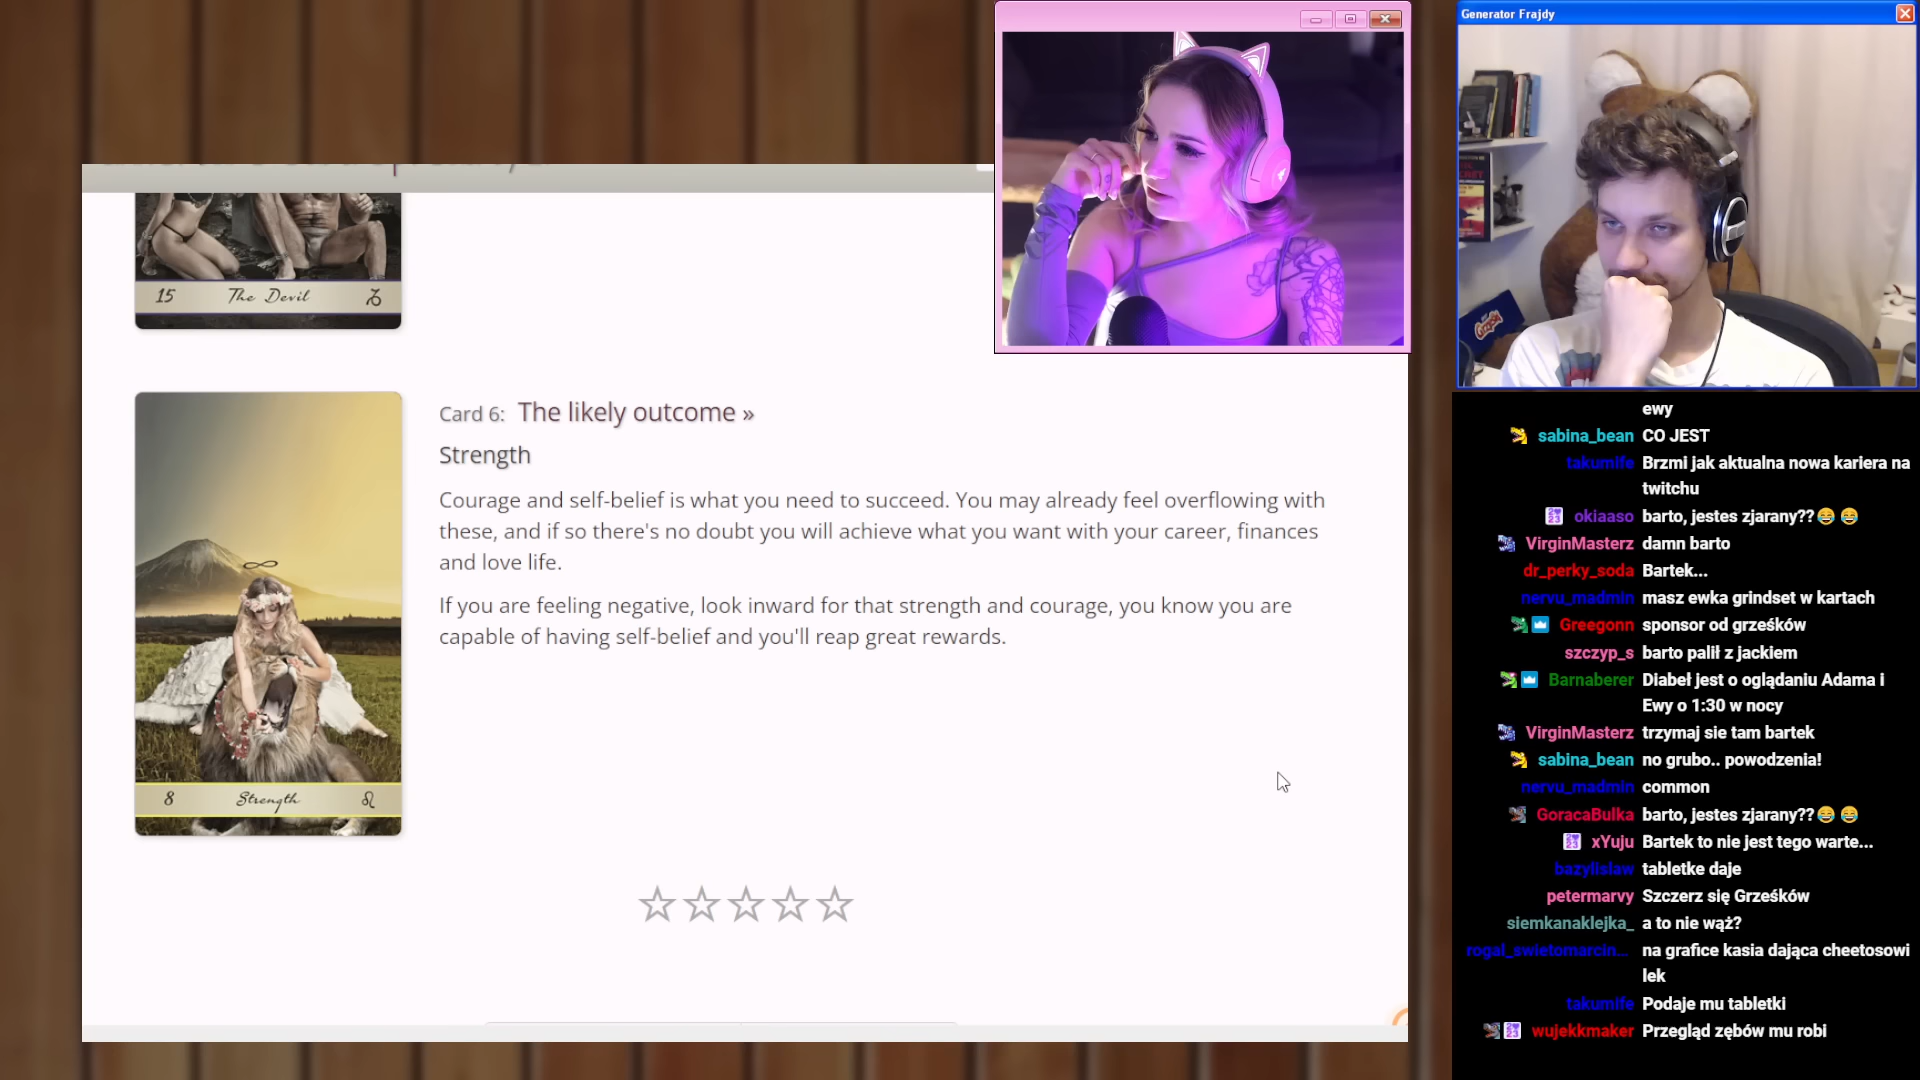 Generator Frajdy
15 The Devil
Card 6: The likely outcome »
Strength
Courage and self-belief is what you need to succeed. You may already feel overflowing with
these, and if so there's no doubt you will achieve what you want with your career, finances
and love life.
If you are feeling negative, look inward for that strength and courage, you know you are
capable of having self-belief and you'll reap great rewards.
8 Strength
ewy
sabina_bean CO JEST
takumife Brzmi jak aktualna nowa kariera na
twitchu
okiaaso barto, jestes zjarany??😂 😂
VirginMasterz damn barto
dr_perky_soda Bartek...
nervu_madmin masz ewka grindset w kartach
Greegonn sponsor od grześków
szczyp_s barto palił z jackiem
Barnaberer Diabeł jest o oglądaniu Adama i
Ewy o 1:30 w nocy
VirginMasterz trzymaj sie tam bartek
sabina_bean no grubo.. powodzenia!
nervu_madmin common
GoracaBulka barto, jestes zjarany??😂 😂
xYuju Bartek to nie jest tego warte...
bazylislaw tabletke daje
petermarvy Szczerz się Grześków
siemkanaklejka_ a to nie wąż?
rogal_swietomarcin... na grafice kasia dająca cheetosowi
lek
takumife Podaje mu tabletki
wujekkmaker Przegląd zębów mu robi